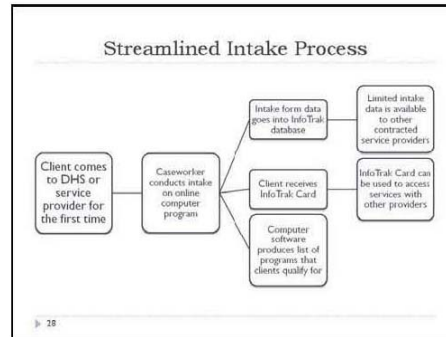 Streamlined Intake Process
Client comes
to DHS or
service
provider for
the first time
Caseworker
conducts intake
on online
computer
program
Intake form data
goes into InfoTrak
database
Limited intake
data is available
to other
contracted
service providers
Client receives
InfoTrak Card
InfoTrak Card can
be used to access
services with
other providers
Computer
software
produces list of
programs that
clients qualify for
28